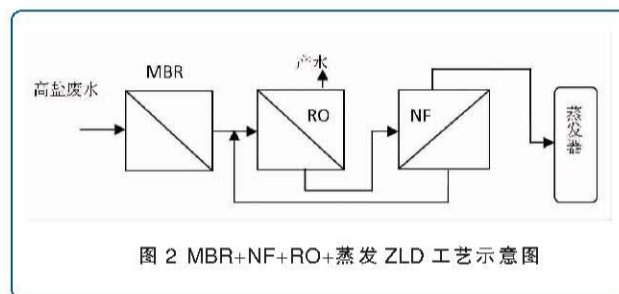 产水
MBR
高盐废水
RO
NF
蒸发器
图 2 MBR+NF+RO+蒸发 ZLD 工艺示意图